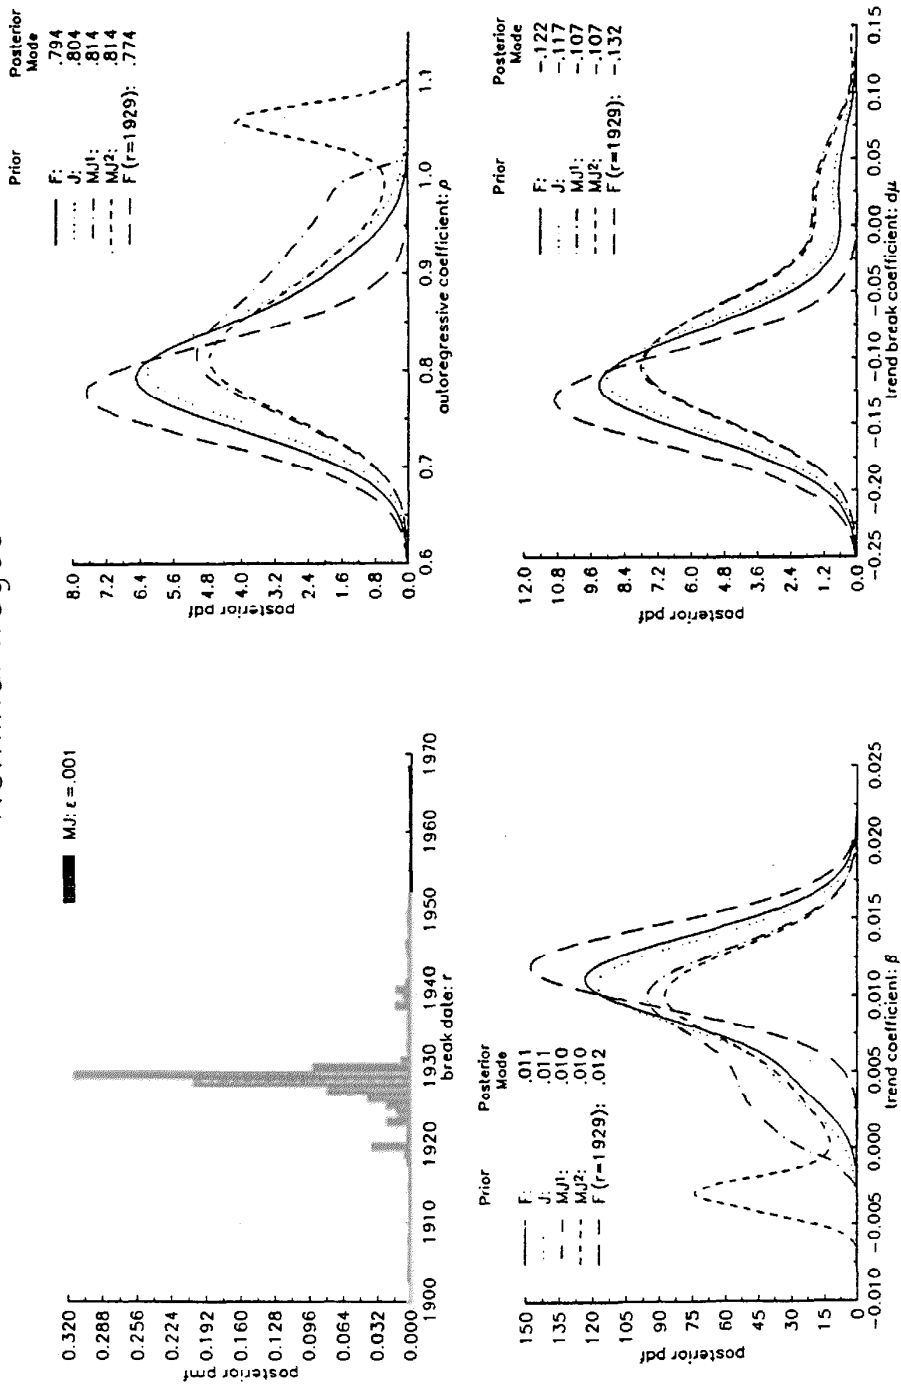 MJ: ε=.001
posterior pmf
0.320
0.288
0.256
0.224
0.192
0.160
0.128
0.096
0.064
0.032
0.000
1900 1910 1920 1930 1940 1950 1960 1970
break date: r
Prior Posterior Mode
F: .794
J: .804
MJ¹: .814
MJ²: .814
F (r=1929): .774
posterior pdf
8.0
7.2
6.4
5.6
4.8
4.0
3.2
2.4
1.6
0.8
0.0
0.6 0.7 0.8 0.9 1.0 1.1
autoregressive coefficient: ρ
Prior Posterior Mode
F: .011
J: .011
MJ¹: .010
MJ²: .010
F (r=1929): .012
posterior pdf
150
135
120
105
90
75
60
45
30
15
0
-0.010 -0.005 0.000 0.005 0.010 0.015 0.020 0.025
trend coefficient: β
Prior Posterior Mode
F: -.122
J: -.117
MJ¹: -.107
MJ²: -.107
F (r=1929): -.132
posterior pdf
12.0
10.8
9.6
8.4
7.2
6.0
4.8
3.6
2.4
1.2
0.0
-0.25 -0.20 -0.15 -0.10 -0.05 0.00 0.05 0.10 0.15
trend break coefficient: dμ